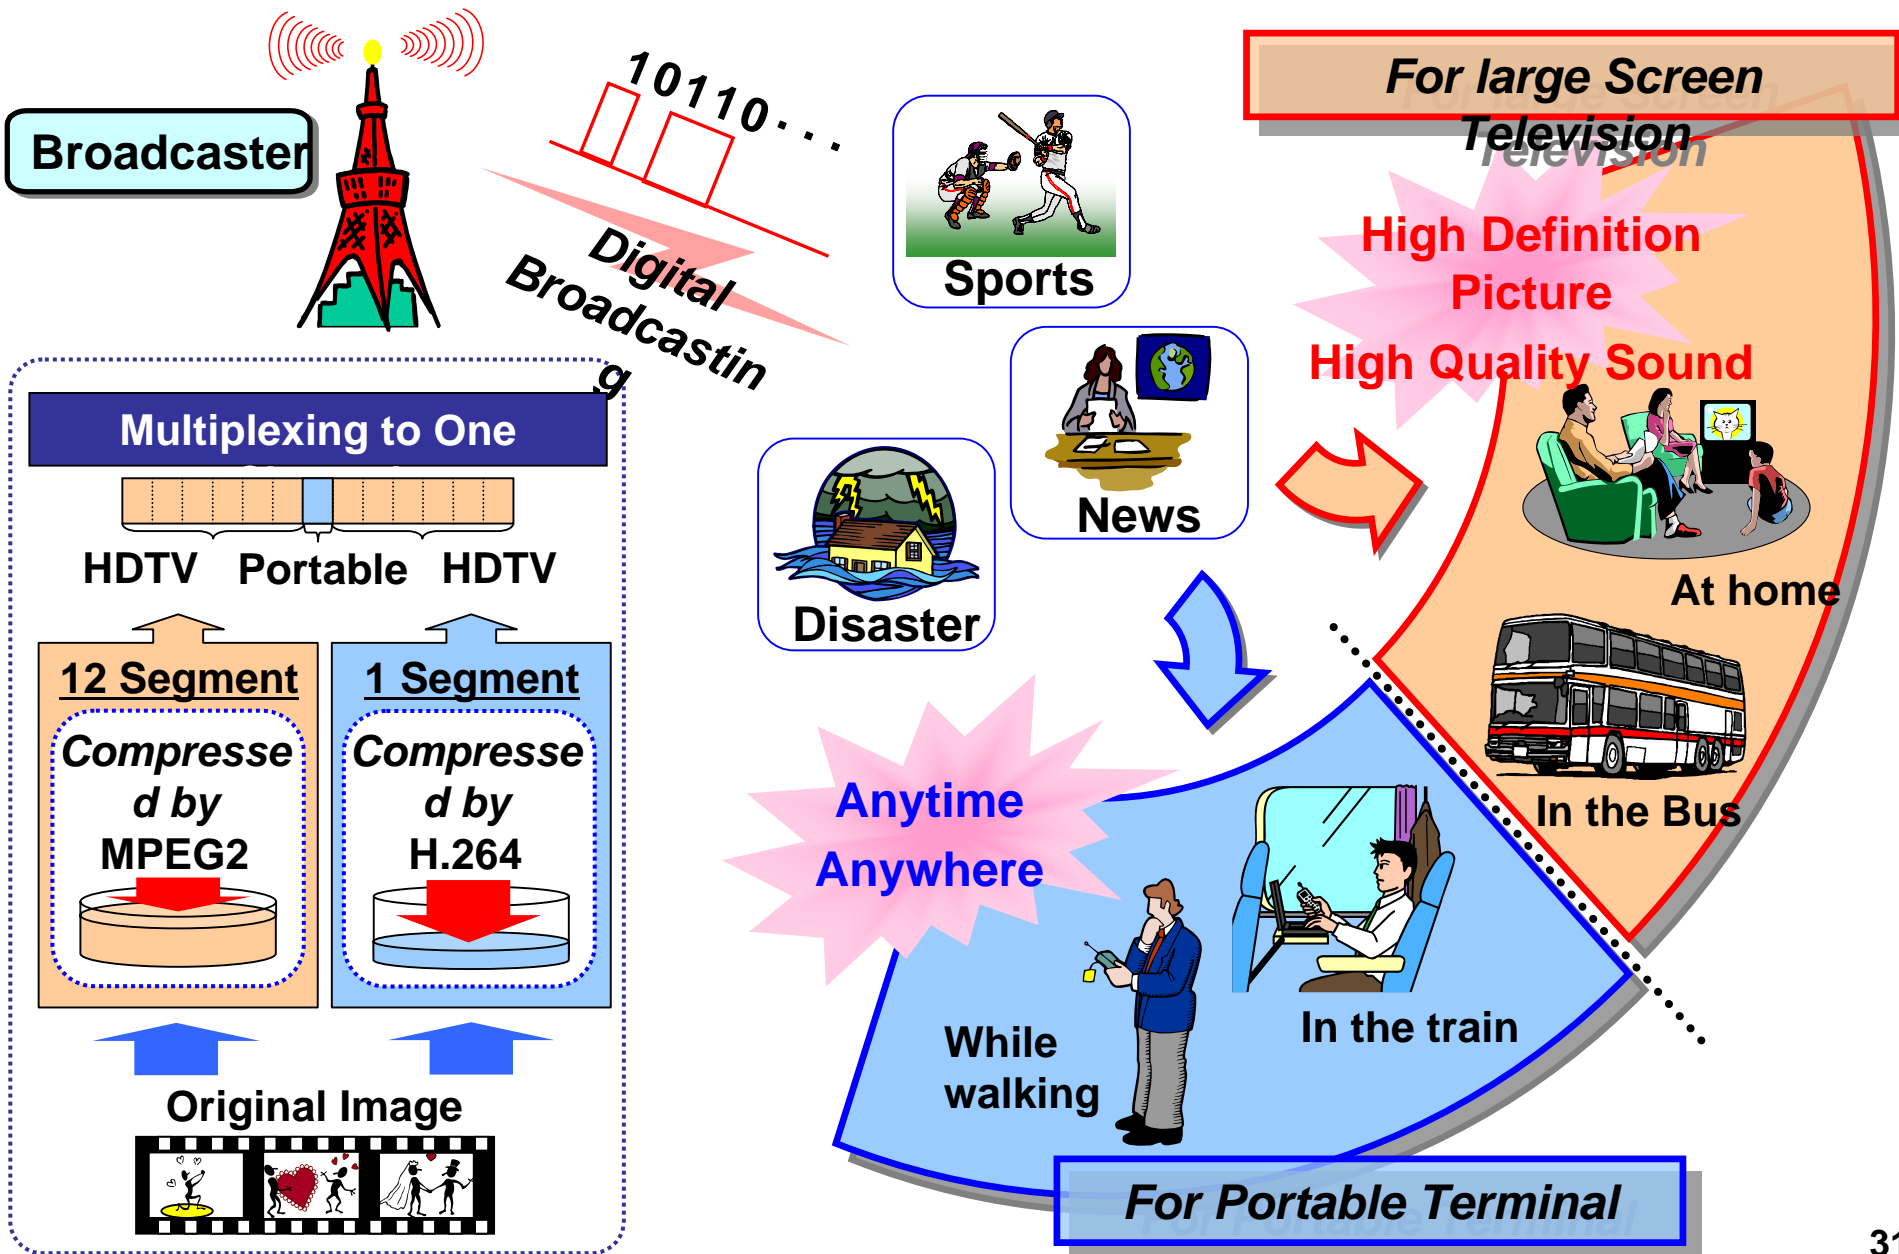 Broadcaster
10110···
Digital
Broadcastin
g
Sports
News
Disaster
For large Screen
Television
High Definition
Picture
High Quality Sound
At home
In the Bus
Multiplexing to One
HDTV Portable HDTV
12 Segment
Compresse
d by
MPEG2
1 Segment
Compresse
d by
H.264
Original Image
Anytime
Anywhere
In the train
While
walking
For Portable Terminal
31